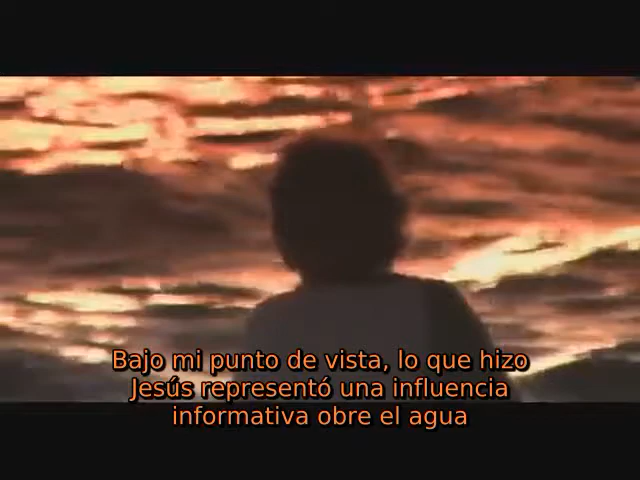 Bajo mi punto de vista, lo que hizo
Jesús representó una influencia
informativa obre el agua